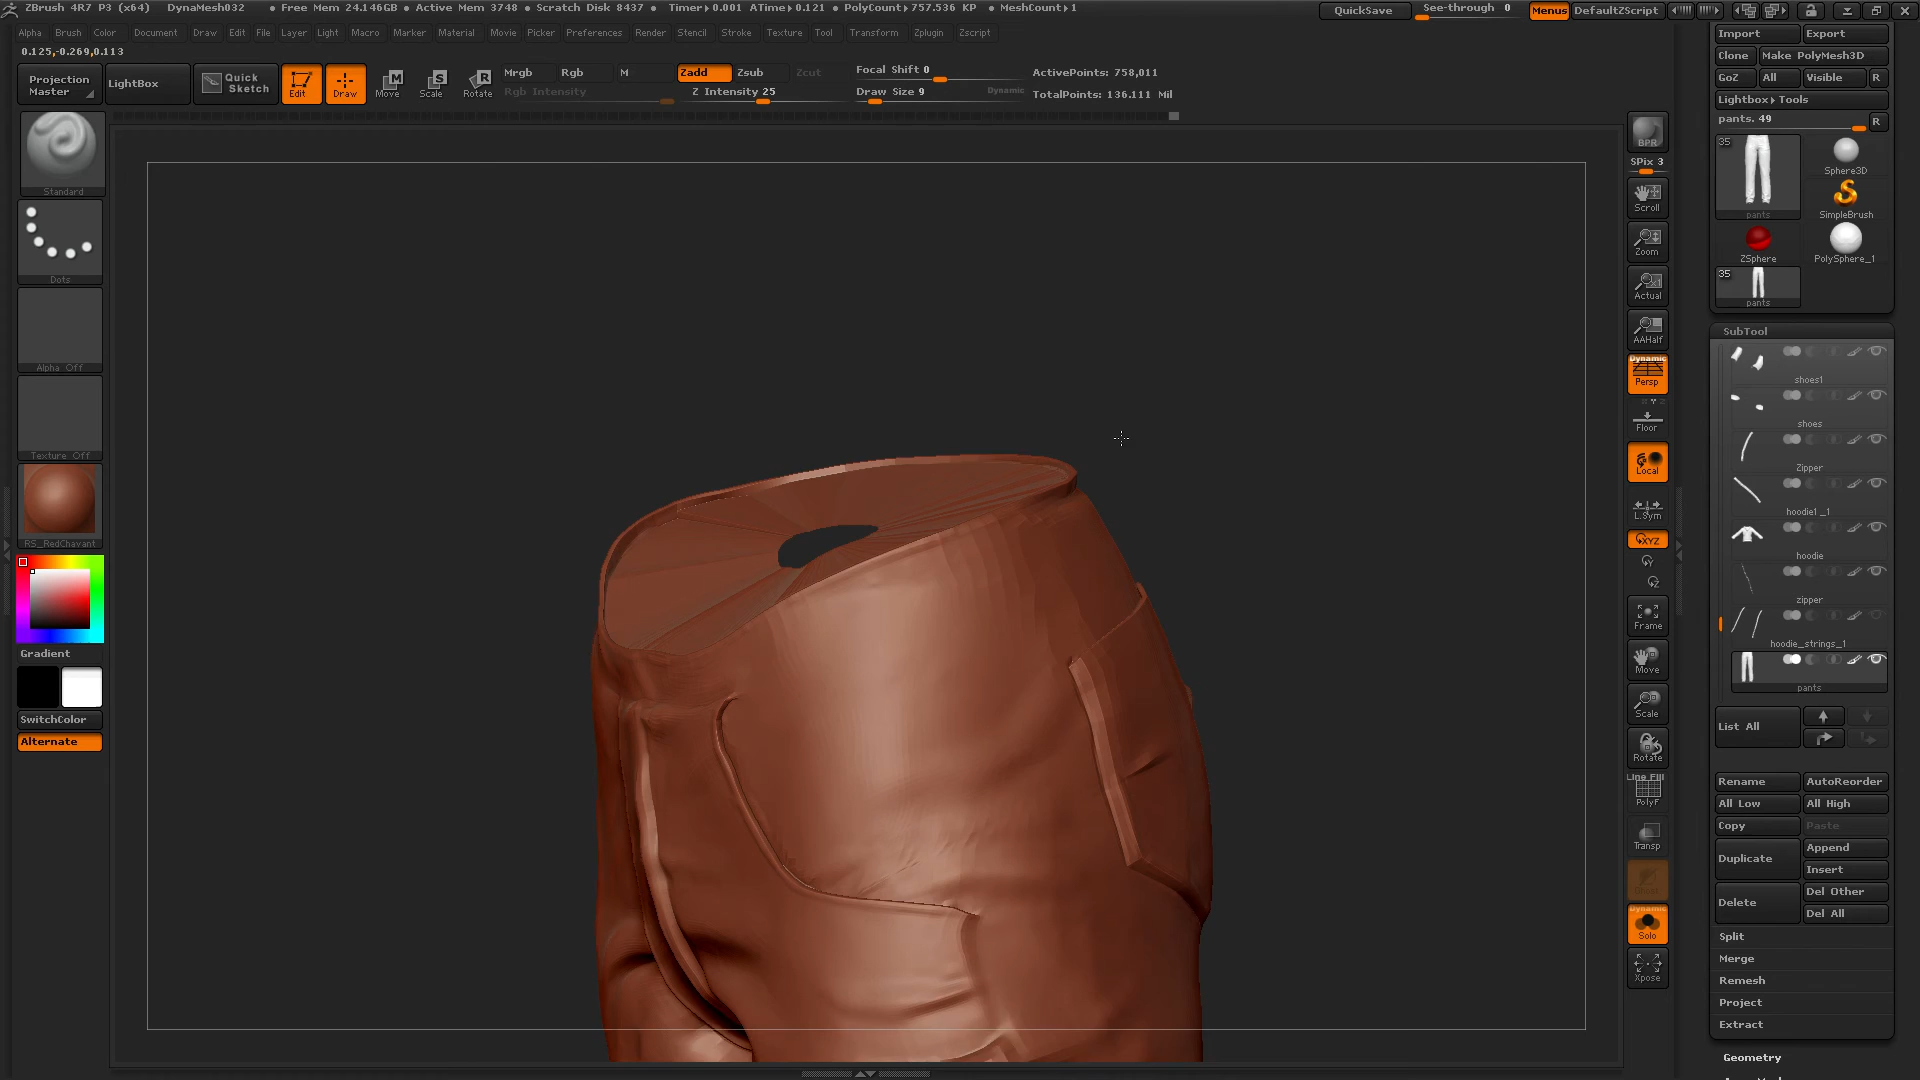 ZBrush 4R7 P3 (x64) DynaMesh032 • Free Mem 24.146GB • Active Mem 3748 • Scratch Disk 8437 • Timer▸0.001 ATime▸0.121 • PolyCount▸757.536 KP • MeshCount▸1
QuickSave See-through 0 Menus DefaultZScript
Alpha Brush Color Document Draw Edit File Layer Light Macro Marker Material Movie Picker Preferences Render Stencil Stroke Texture Tool Transform Zplugin Zscript
0.125,-0.269,0.113
Projection Master
LightBox
Quick Sketch
Edit
Draw
Move
Scale
Rotate
Mrgb Rgb M Zadd Zsub Zcut
Rgb Intensity Z Intensity 25
Focal Shift 0
Draw Size 9 Dynamic
ActivePoints: 758,011
TotalPoints: 136.111 Mil
Standard
Dots
Alpha Off
Texture Off
RS_RedChavant
Gradient
SwitchColor
Alternate
BPR
SPix 3
Scroll
Zoom
Actual
AAHalf
Dynamic
Persp
Floor
Local
L.Sym
XYZ
Y
Z
Frame
Move
Scale
Rotate
Line Fill
PolyF
Transp
Dynamic
Solo
Xpose
Import Export
Clone Make PolyMesh3D
GoZ All Visible R
Lightbox▸Tools
pants. 49 R
35
pants
Sphere3D
SimpleBrush
ZSphere
PolySphere_1
35
pants
SubTool
shoes1
shoes
Zipper
hoodie1_1
hoodie
zipper
hoodie_strings_1
pants
List All
Rename AutoReorder
All Low All High
Copy Paste
Duplicate Append
Insert
Delete Del Other
Del All
Split
Merge
Remesh
Project
Extract
Geometry